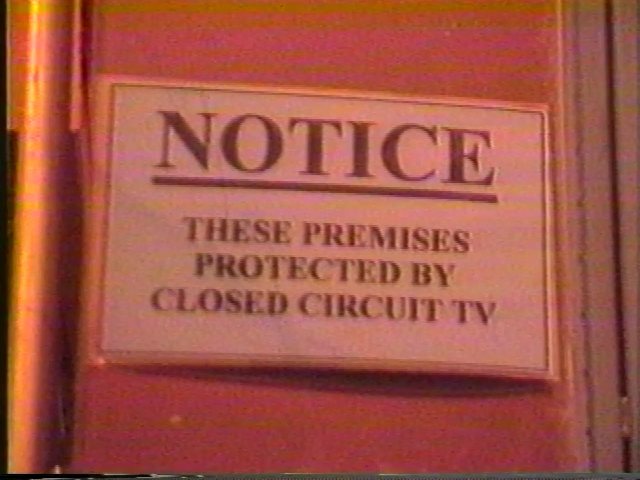 NOTICE
THESE PREMISES
PROTECTED BY
CLOSED CIRCUIT TV